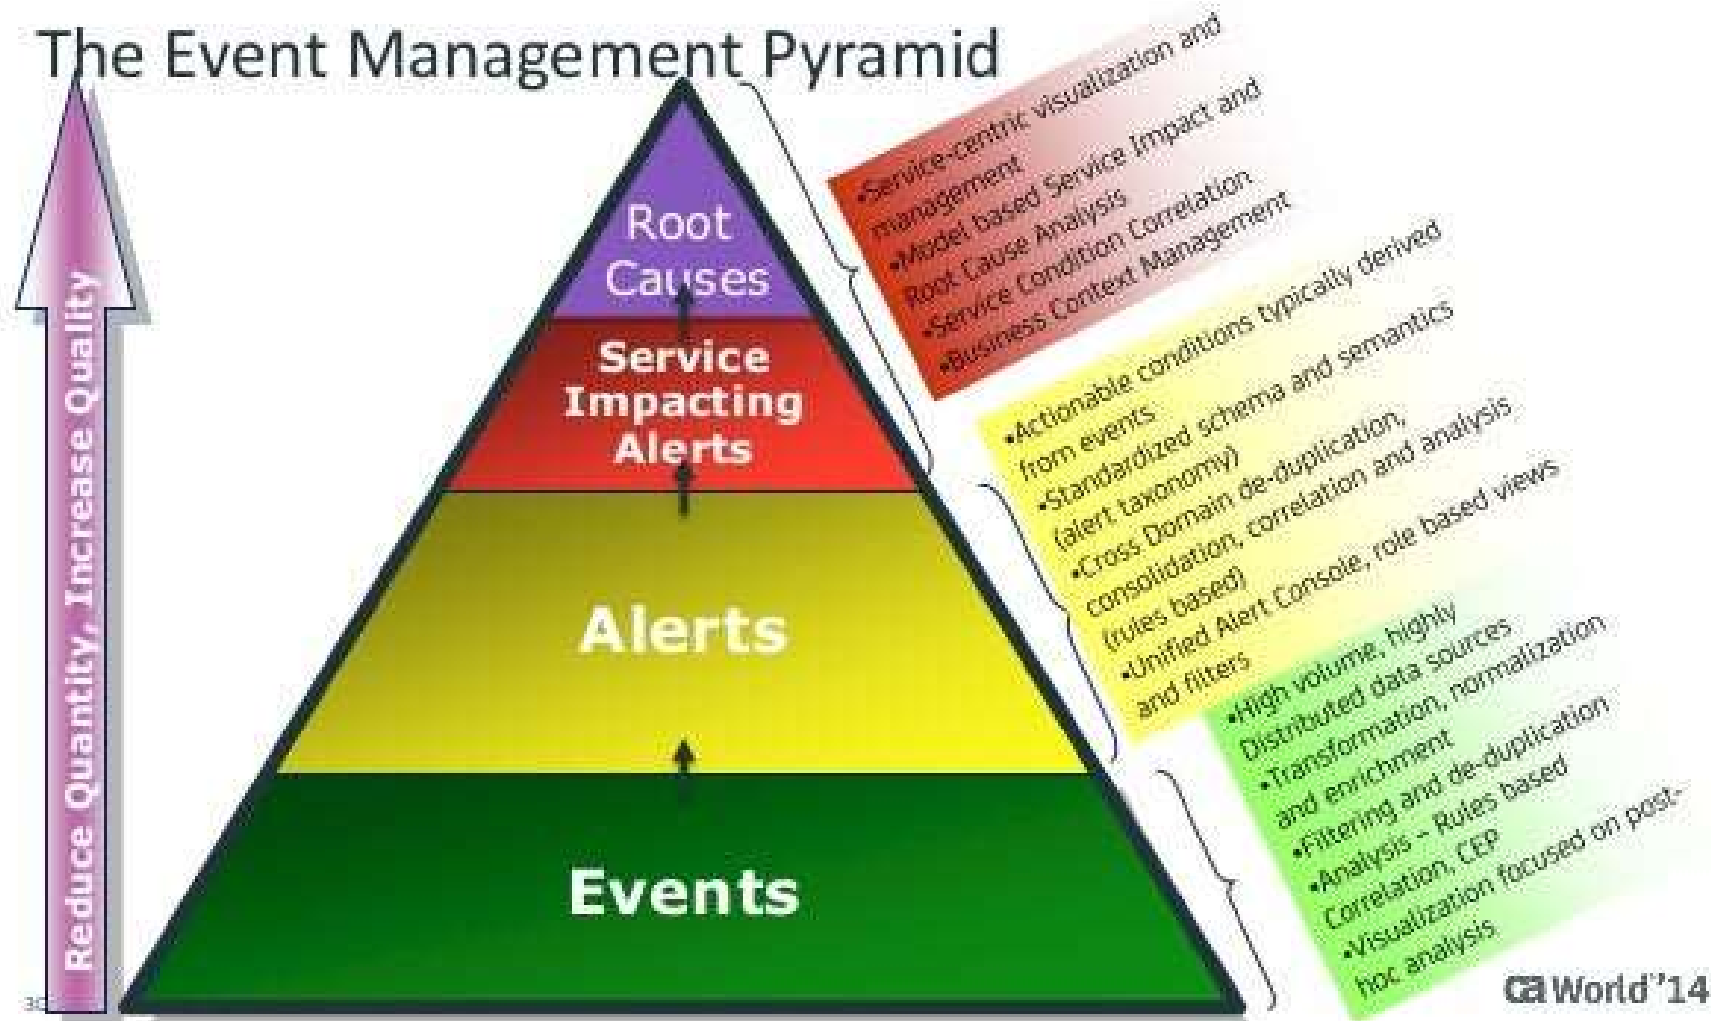 The Event Management Pyramid
Reduce Quantity, Increase Quality
Root
Causes
Service
Impacting
Alerts
Alerts
Events
•Service-centric visualization and
management
•Model based Service Impact and
Root Cause Analysis
•Service Condition Correlation
•Business Context Management
•Actionable conditions typically derived
from events
•Standardized schema and semantics
(alert taxonomy)
•Cross Domain de-duplication,
consolidation, correlation and analysis
(rules based)
•Unified Alert Console, role based views
and filters
•High volume, highly
Distributed data sources
•Transformation, normalization
and enrichment
•Filtering and de-duplication
•Analysis – Rules based
Correlation, CEP
•Visualization focused on post-
hoc analysis
ca World '14